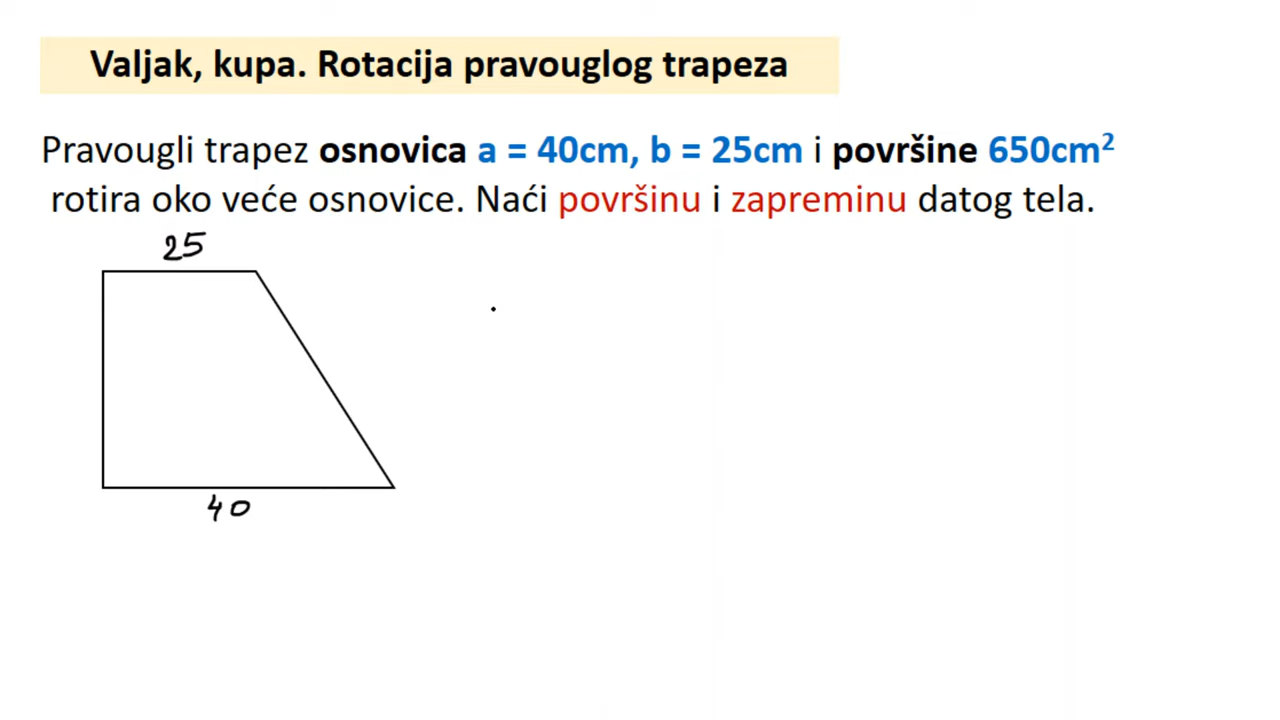 Valjak, kupa. Rotacija pravouglog trapeza
Pravougli trapez osnovica a = 40cm, b = 25cm i površine 650cm²
rotira oko veće osnovice. Naći površinu i zapreminu datog tela.
25
40